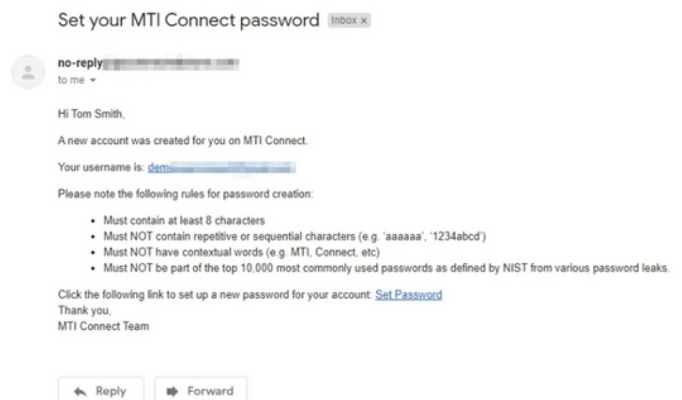 Set your MTI Connect password Inbox x
no-reply
to me
Hi Tom Smith,
A new account was created for you on MTI Connect.
Your username is: dem
Please note the following rules for password creation:
• Must contain at least 8 characters
• Must NOT contain repetitive or sequential characters (e.g. 'aaaaaa', '1234abcd')
• Must NOT have contextual words (e.g. MTI, Connect, etc)
• Must NOT be part of the top 10,000 most commonly used passwords as defined by NIST from various password leaks.
Click the following link to set up a new password for your account: Set Password
Thank you,
MTI Connect Team
Reply Forward